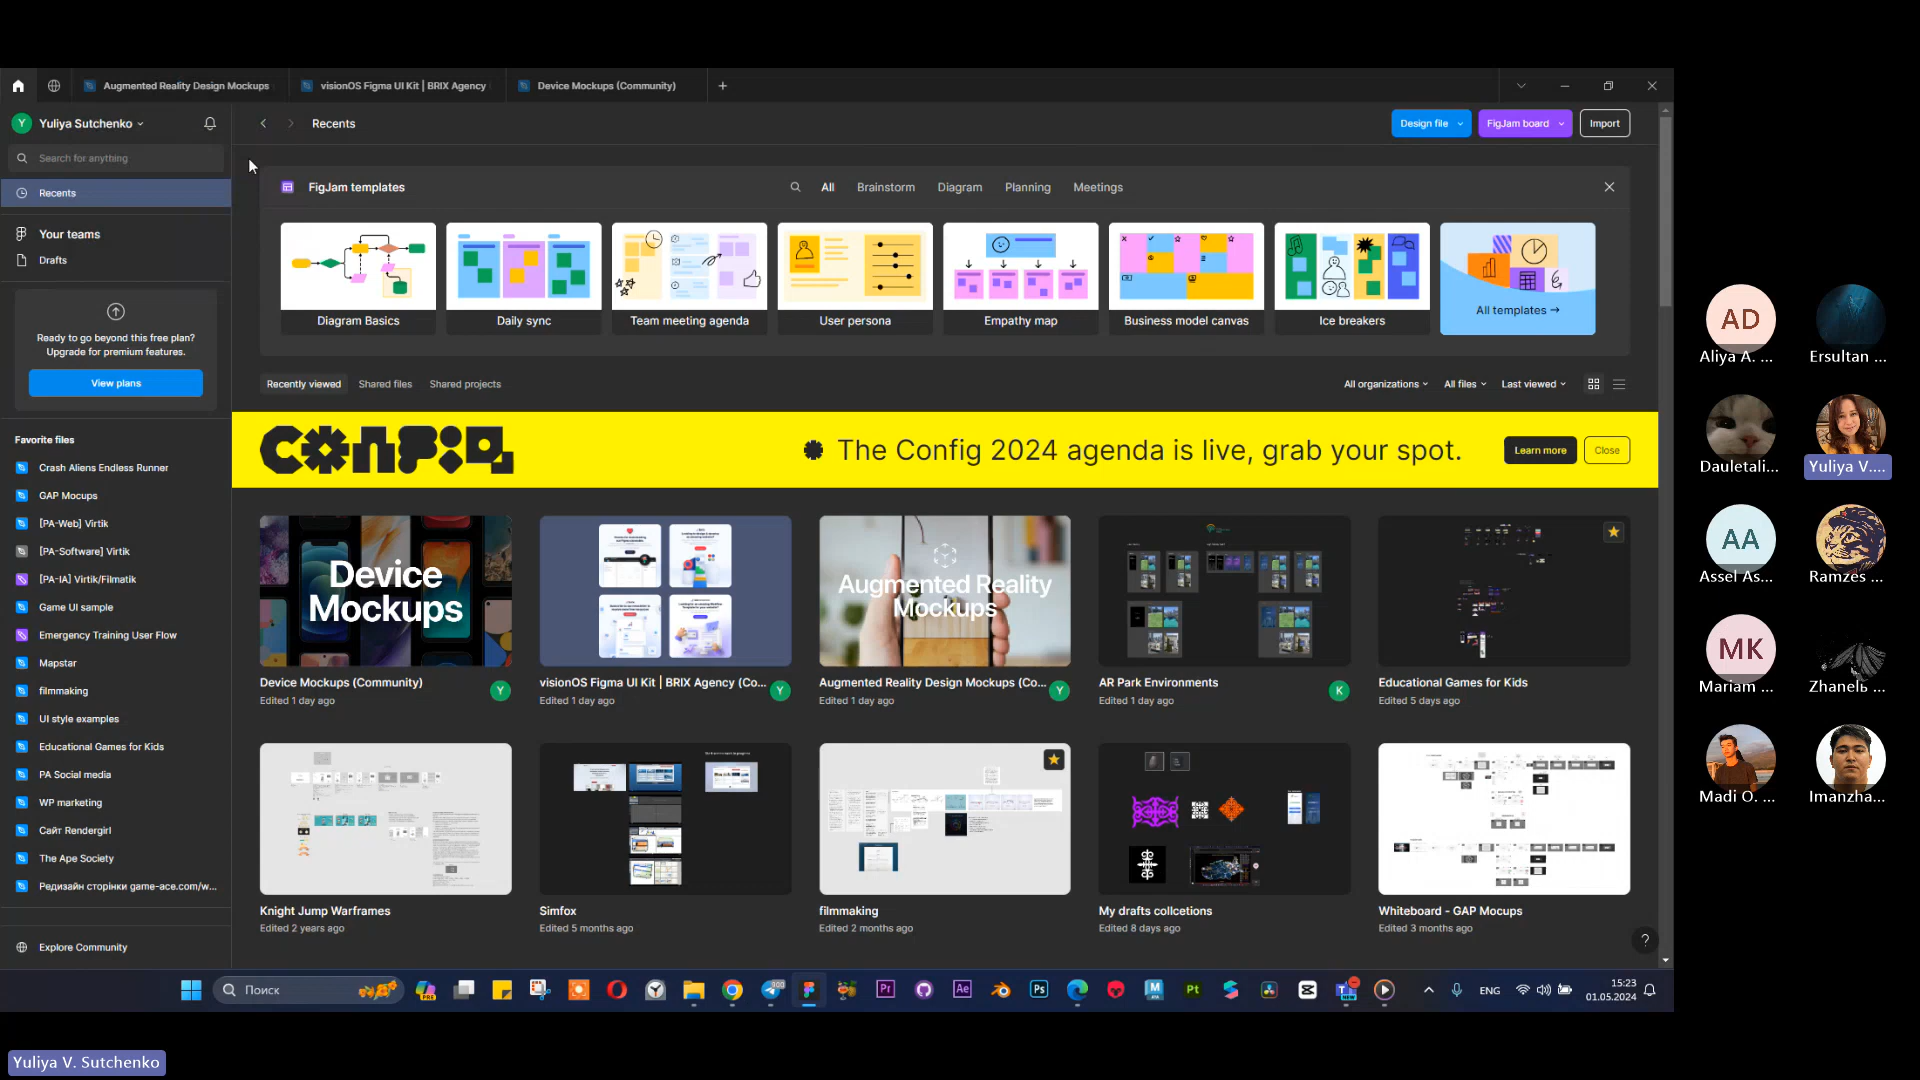 Augmented Reality Design Mockups
visionOS Figma UI Kit | BRIX Agency
Device Mockups (Community)
Y
Yuliya Sutchenko
Recents
Design file
FigJam board
Import
Search for anything
Recents
Your teams
Drafts
Ready to go beyond this free plan?
Upgrade for premium features.
View plans
Favorite files
Crash Aliens Endless Runner
GAP Mocups
[PA-Web] Virtik
[PA-Software] Virtik
[PA-IA] Virtik/Filmatik
Game UI sample
Emergency Training User Flow
Mapstar
filmmaking
UI style examples
Educational Games for Kids
PA Social media
WP marketing
Сайт Rendergirl
The Ape Society
Редизайн сторінки game-ace.com/w...
Explore Community
FigJam templates
All
Brainstorm
Diagram
Planning
Meetings
Diagram Basics
Daily sync
Team meeting agenda
User persona
Empathy map
Business model canvas
Ice breakers
All templates →
Recently viewed
Shared files
Shared projects
All organizations
All files
Last viewed
CONFIG
The Config 2024 agenda is live, grab your spot.
Learn more
Close
Device
Mockups
Augmented Reality
Mockups
Device Mockups (Community)
Edited 1 day ago
Y
visionOS Figma UI Kit | BRIX Agency (Co...
Edited 1 day ago
Y
Augmented Reality Design Mockups (Co...
Edited 1 day ago
Y
AR Park Environments
Edited 1 day ago
K
Educational Games for Kids
Edited 5 days ago
Knight Jump Warframes
Edited 2 years ago
Simfox
Edited 5 months ago
filmmaking
Edited 2 months ago
My drafts collcetions
Edited 8 days ago
Whiteboard - GAP Mocups
Edited 3 months ago
?
Поиск
PRE
300
Pr
Ae
Ps
M
Pt
ENG
15:23
01.05.2024
AD
Aliya A. ...
Ersultan ...
Dauletali...
Yuliya V....
AA
Assel As...
Ramzes ...
MK
Mariam ...
Zhanelь ...
Madi O. ...
Imanzha...
Yuliya V. Sutchenko